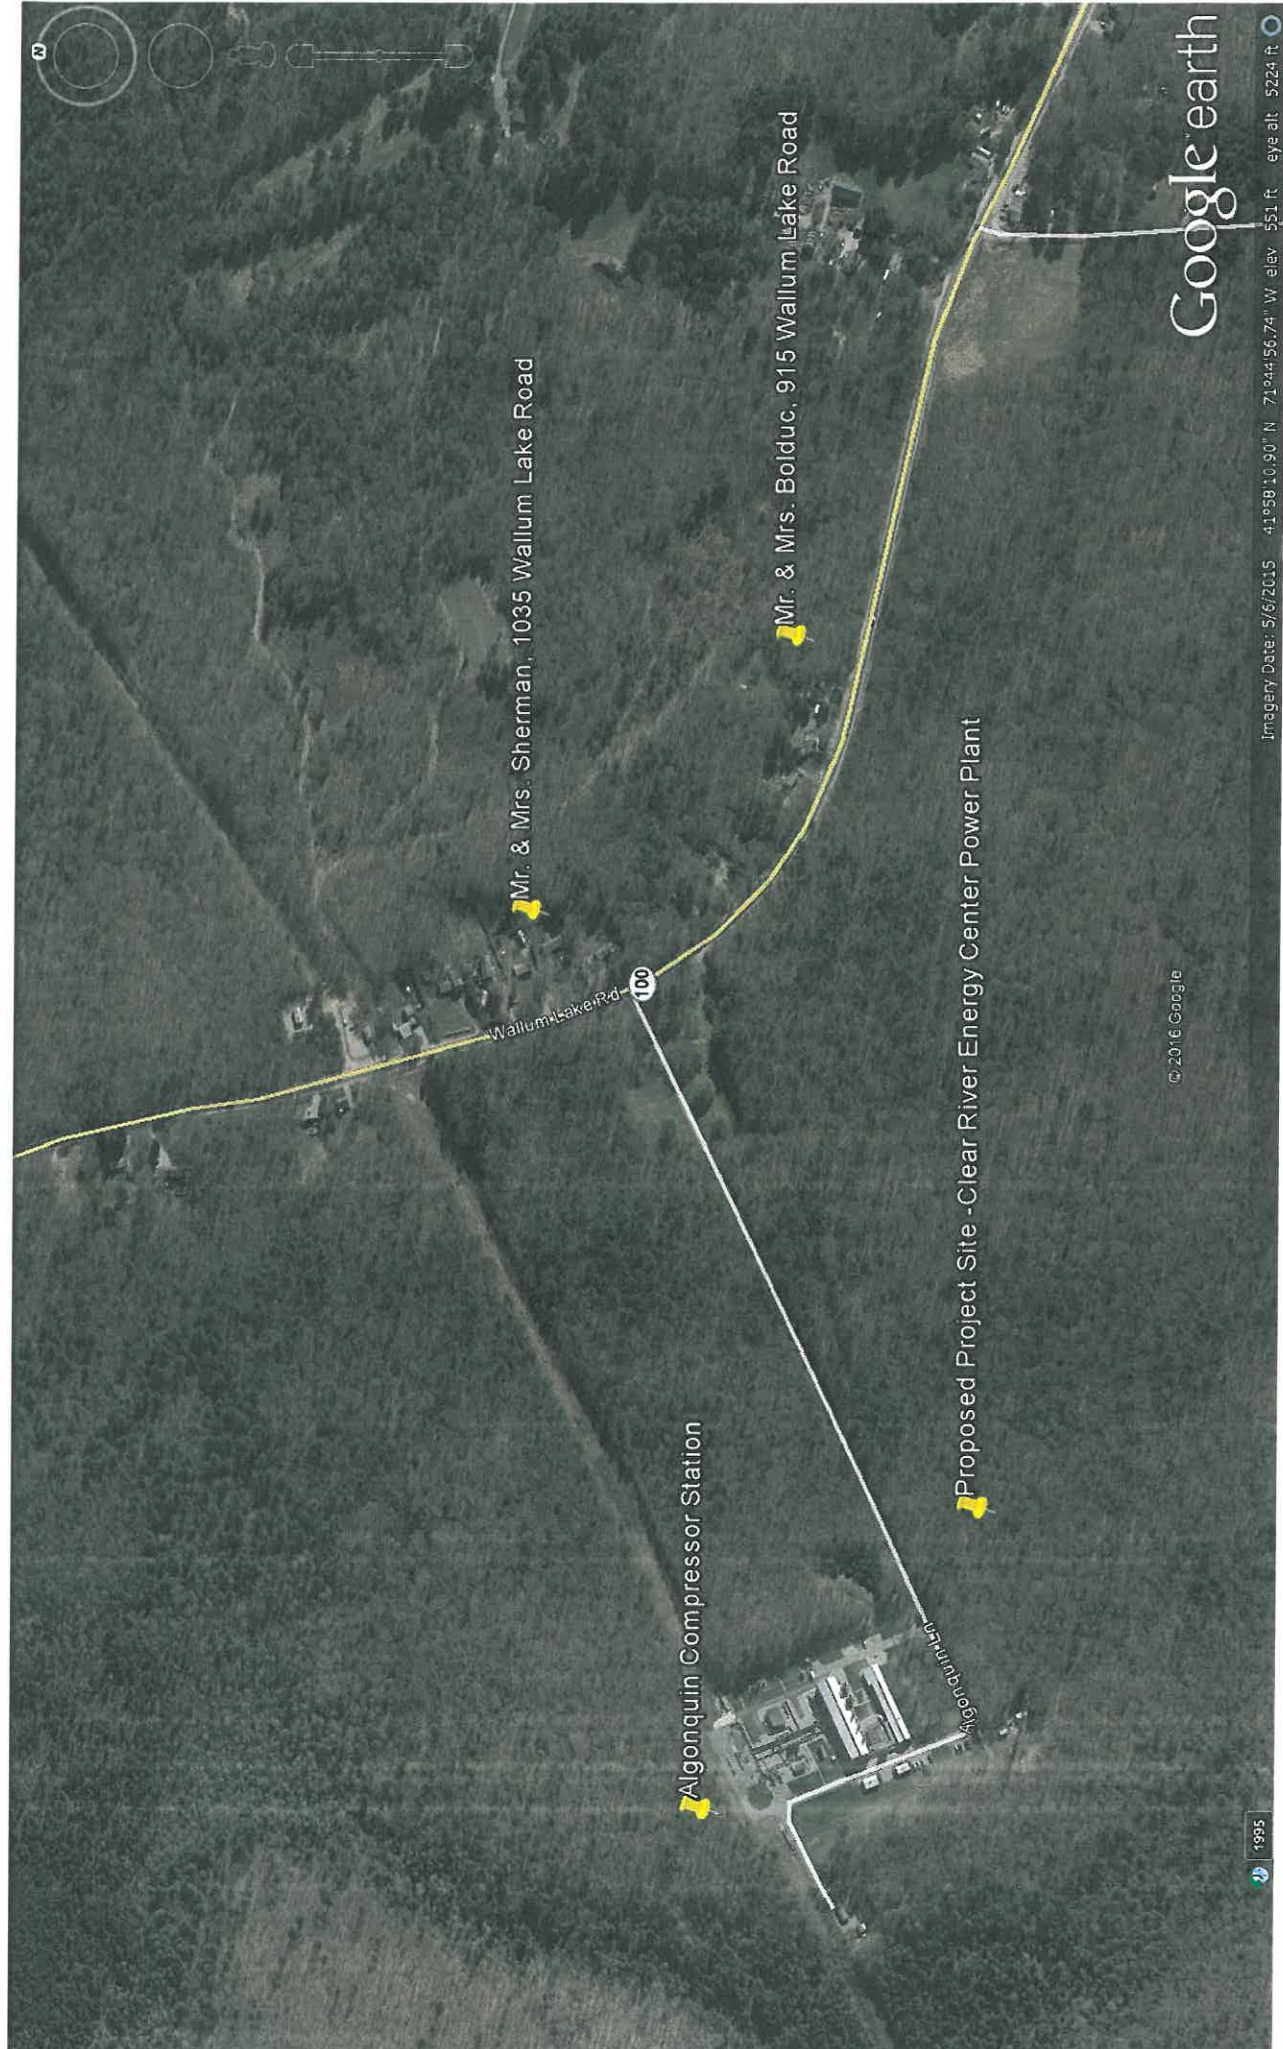 N
Mr. & Mrs. Sherman, 1035 Wallum Lake Road
Mr. & Mrs. Bolduc, 915 Wallum Lake Road
Wallum Lake Rd
100
Algonquin Compressor Station
Proposed Project Site -Clear River Energy Center Power Plant
Algonquin Ln
© 2016 Google
Google earth
1995
Imagery Date: 5/6/2015 41°58'10.90" N 71°44'56.74" W elev 551 ft eye alt 5224 ft